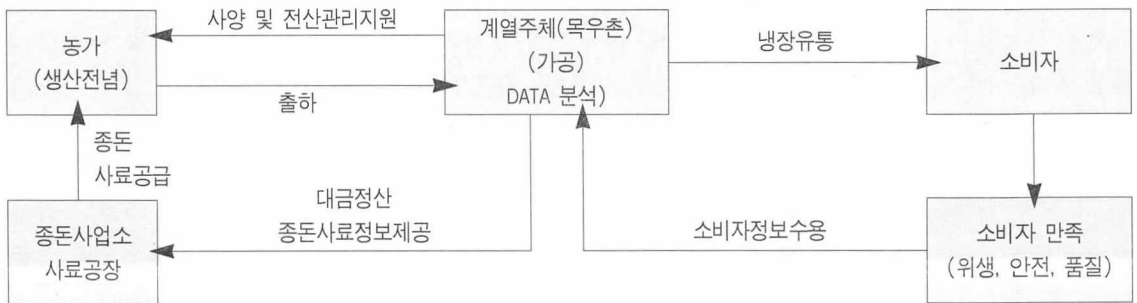 사양 및 전산관리지원
농가
(생산전념)
출하
계열주체(목우촌)
(가공)
DATA 분석)
냉장유통
소비자
종돈
사료공급
종돈사업소
사료공장
대금정산
종돈사료정보제공
소비자정보수용
소비자 만족
(위생, 안전, 품질)